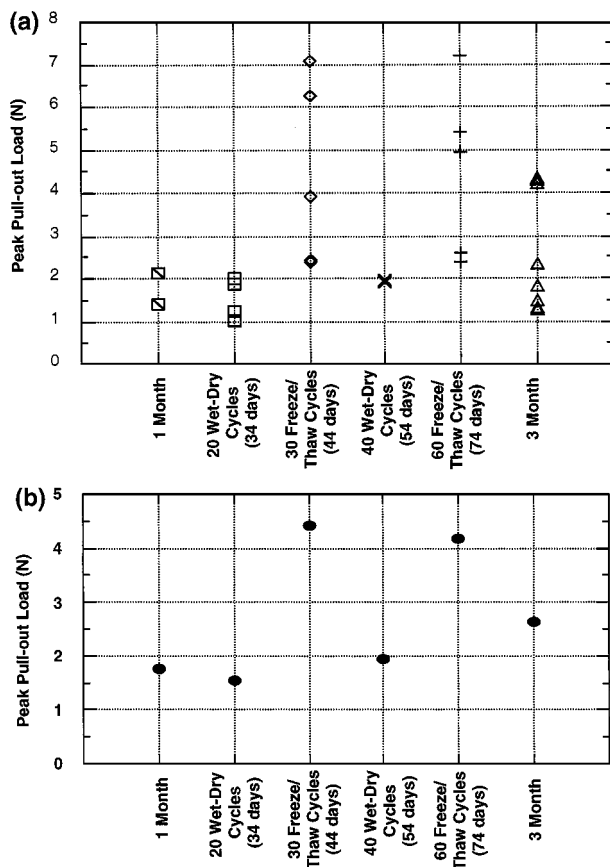 (a)
Peak Pull-out Load (N)
8
7
6
5
4
3
2
1
0
1 Month
20 Wet-Dry
Cycles
(34 days)
30 Freeze/
Thaw Cycles
(44 days)
40 Wet-Dry
Cycles
(54 days)
60 Freeze/
Thaw Cycles
(74 days)
3 Month
(b)
Peak Pull-out Load (N)
5
4
3
2
1
0
1 Month
20 Wet-Dry
Cycles
(34 days)
30 Freeze/
Thaw Cycles
(44 days)
40 Wet-Dry
Cycles
(54 days)
60 Freeze/
Thaw Cycles
(74 days)
3 Month